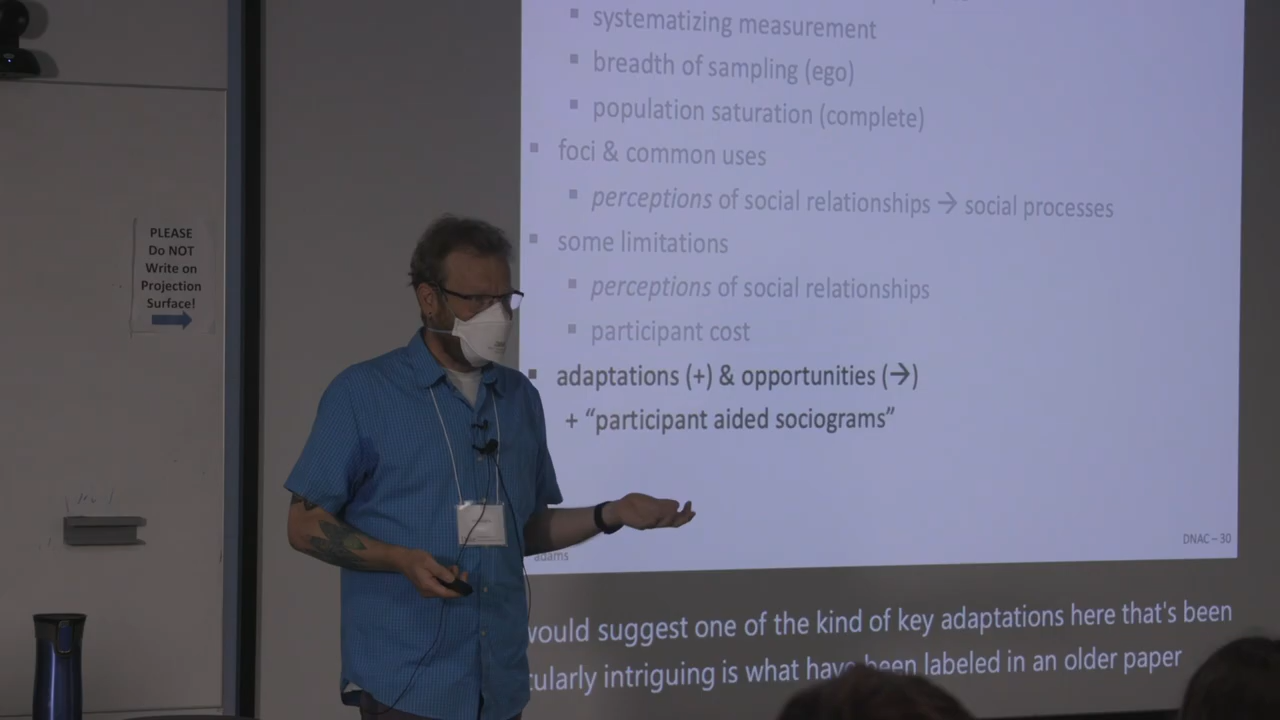 systematizing measurement
breadth of sampling (ego)
population saturation (complete)
foci & common uses
perceptions of social relationships → social processes
some limitations
perceptions of social relationships
participant cost
adaptations (+) & opportunities (→)
+ “participant aided sociograms”
adams
DNAC – 30
would suggest one of the kind of key adaptations here that's been
intriguing is what have been labeled in an older paper
PLEASE
Do NOT
Write on
Projection
Surface!